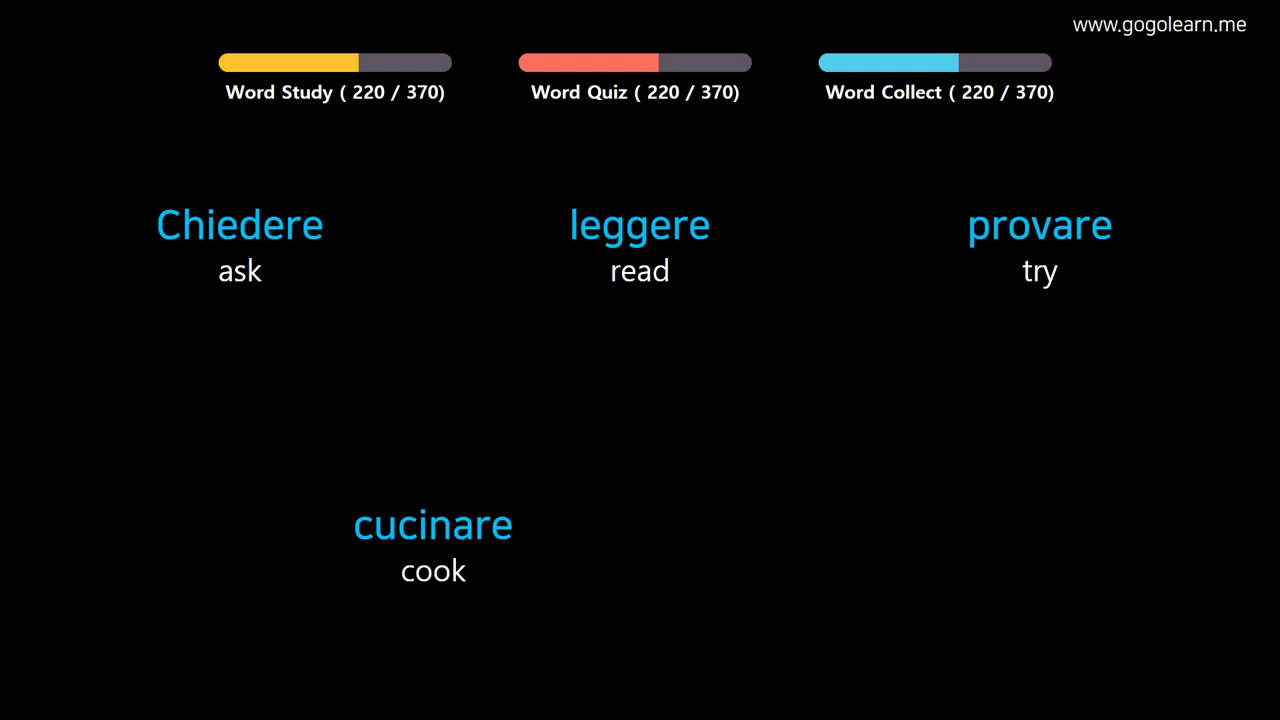 www.gogolearn.me
Word Study ( 220 / 370)
Word Quiz ( 220 / 370)
Word Collect ( 220 / 370)
Chiedere
ask
leggere
read
provare
try
cucinare
cook